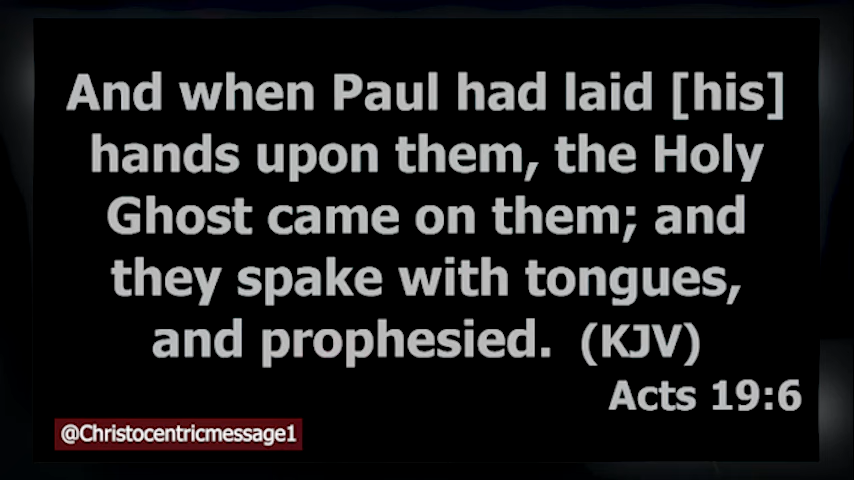 And when Paul had laid [his]
hands upon them, the Holy
Ghost came on them; and
they spake with tongues,
and prophesied. (KJV)
Acts 19:6
@Christocentricmessage1